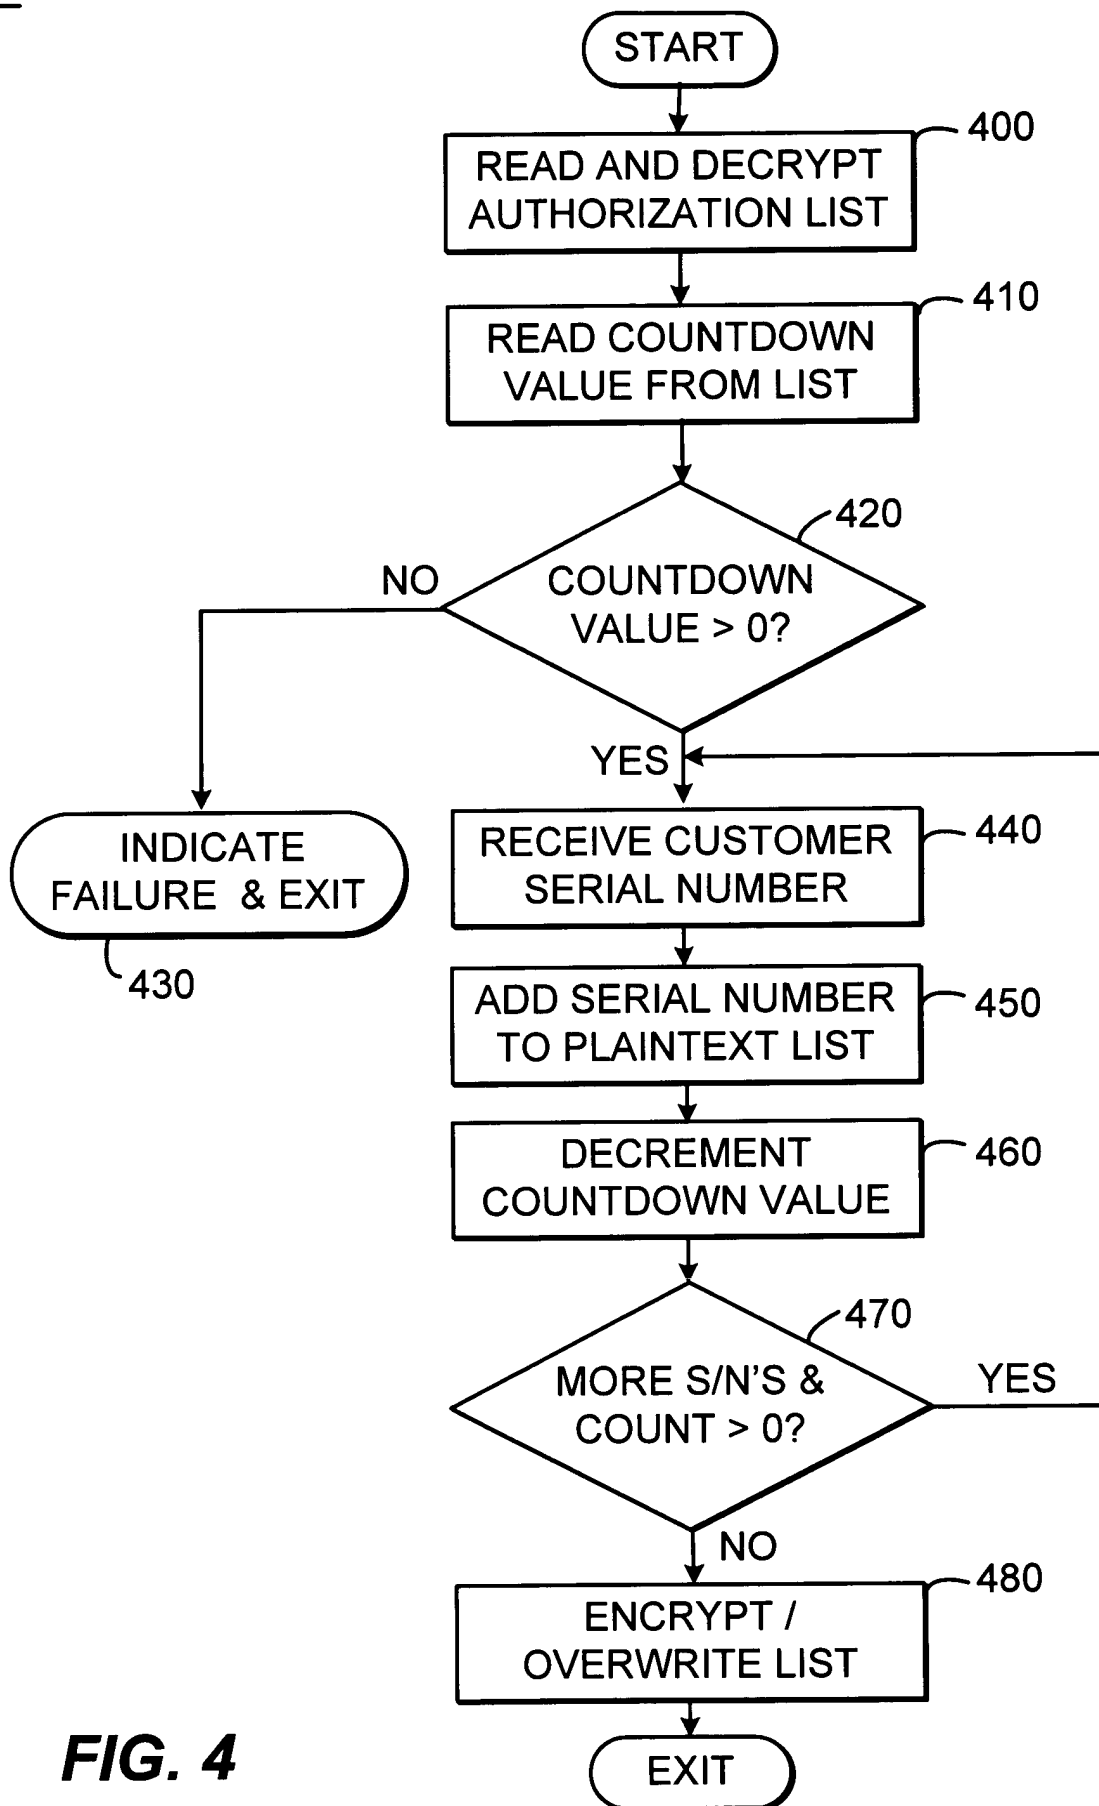 START
400
READ AND DECRYPT
AUTHORIZATION LIST
410
READ COUNTDOWN
VALUE FROM LIST
420
NO
COUNTDOWN
VALUE > 0?
YES
INDICATE
FAILURE & EXIT
430
440
RECEIVE CUSTOMER
SERIAL NUMBER
450
ADD SERIAL NUMBER
TO PLAINTEXT LIST
460
DECREMENT
COUNTDOWN VALUE
470
MORE S/N'S &
COUNT > 0?
YES
NO
480
ENCRYPT /
OVERWRITE LIST
EXIT
FIG. 4